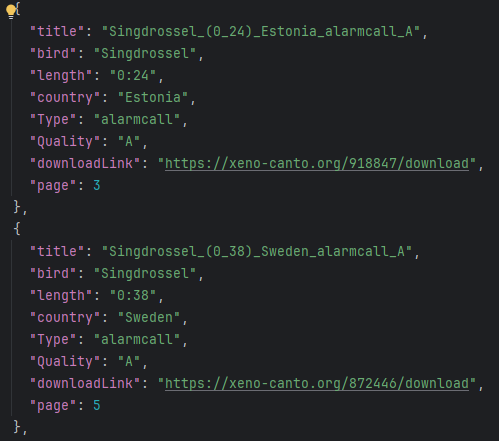 {
"title": "Singdrossel_(0_24)_Estonia_alarmcall_A",
"bird": "Singdrossel",
"length": "0:24",
"country": "Estonia",
"Type": "alarmcall",
"Quality": "A",
"downloadLink": "https://xeno-canto.org/918847/download",
"page": 3
},
{
"title": "Singdrossel_(0_38)_Sweden_alarmcall_A",
"bird": "Singdrossel",
"length": "0:38",
"country": "Sweden",
"Type": "alarmcall",
"Quality": "A",
"downloadLink": "https://xeno-canto.org/872446/download",
"page": 5
},